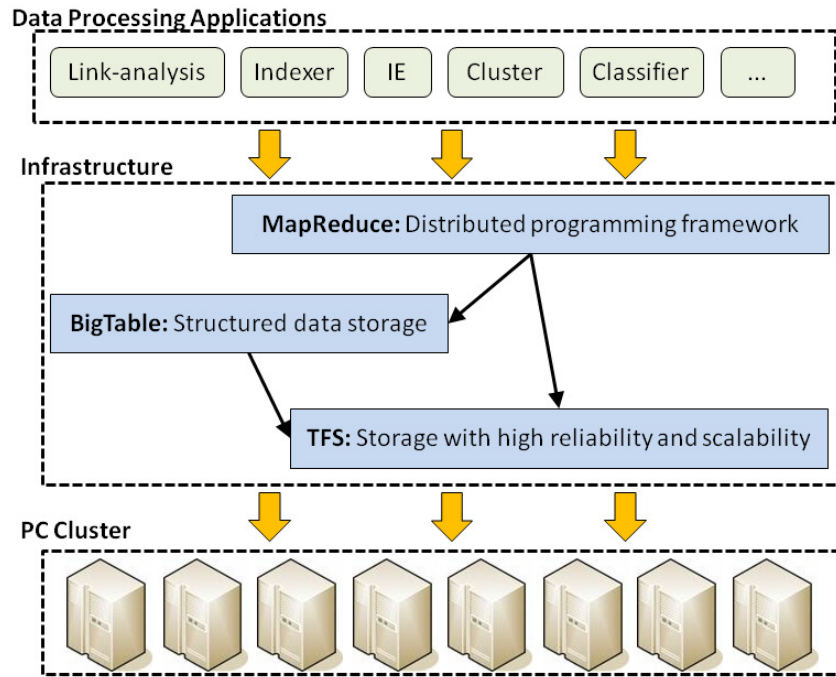 Data Processing Applications
Link-analysis Indexer IE Cluster Classifier ...
Infrastructure
MapReduce: Distributed programming framework
BigTable: Structured data storage
TFS: Storage with high reliability and scalability
PC Cluster